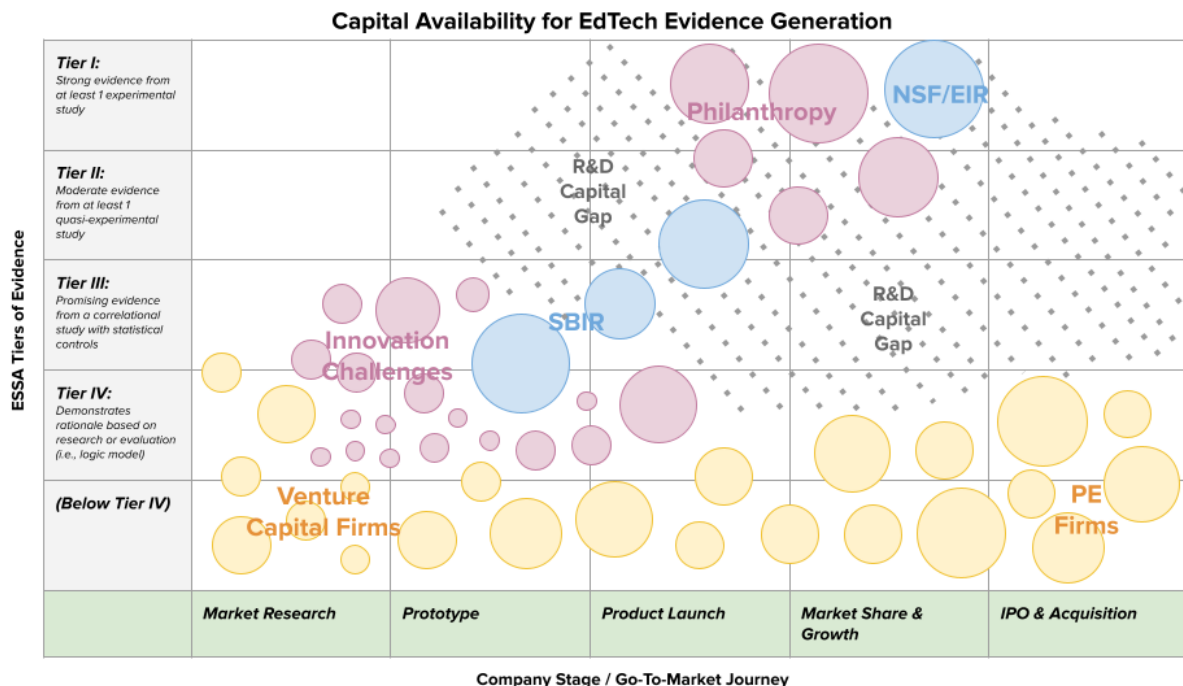 Capital Availability for EdTech Evidence Generation
ESSA Tiers of Evidence
Tier I:
Strong evidence from
at least 1 experimental
study
Tier II:
Moderate evidence
from at least 1
quasi-experimental
study
Tier III:
Promising evidence
from a correlational
study with statistical
controls
Tier IV:
Demonstrates
rationale based on
research or evaluation
(i.e., logic model)
(Below Tier IV)
Philanthropy
NSF/EIR
R&D
Capital
Gap
R&D
Capital
Gap
SBIR
Innovation
Challenges
Venture
Capital Firms
PE
Firms
Market Research
Prototype
Product Launch
Market Share &
Growth
IPO & Acquisition
Company Stage / Go-To-Market Journey